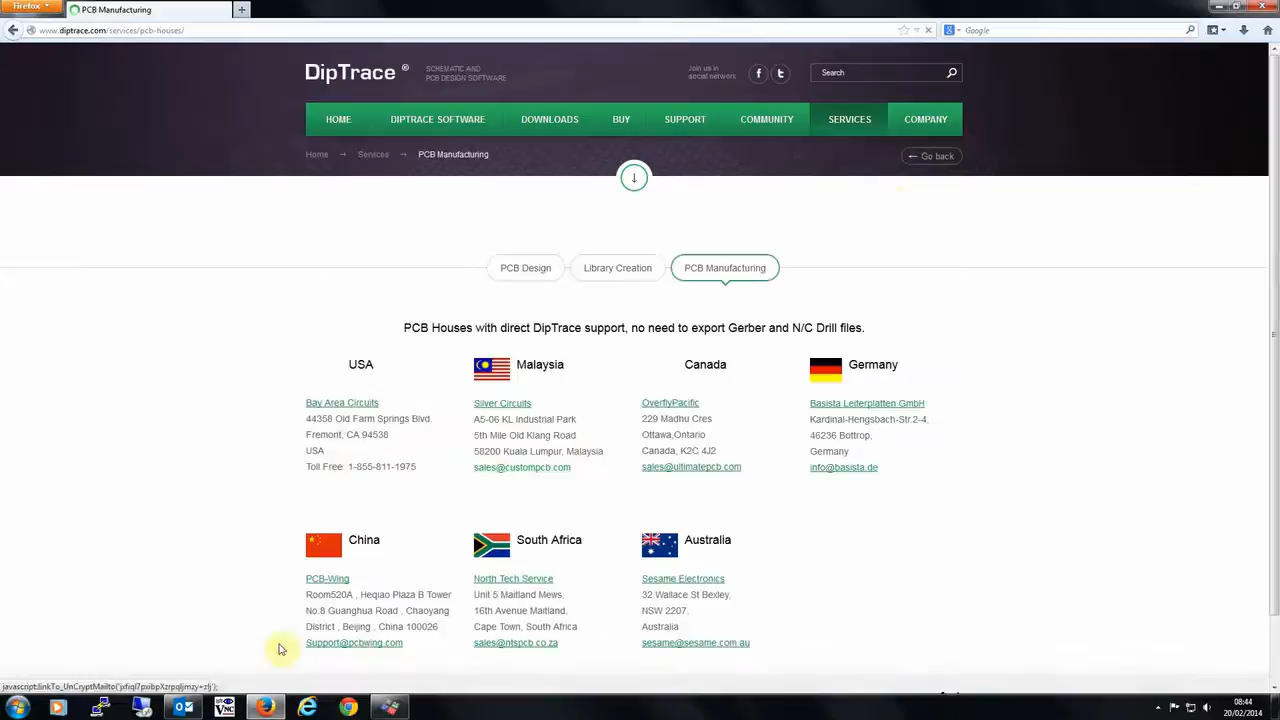 Firefox
PCB Manufacturing
www.diptrace.com/services/pcb-houses/
Google
DipTrace ®
SCHEMATIC AND
PCB DESIGN SOFTWARE
Join us in
social network
Search
HOME
DIPTRACE SOFTWARE
DOWNLOADS
BUY
SUPPORT
COMMUNITY
SERVICES
COMPANY
Home → Services → PCB Manufacturing
← Go back
PCB Design
Library Creation
PCB Manufacturing
PCB Houses with direct DipTrace support, no need to export Gerber and N/C Drill files.
USA
Bay Area Circuits
44358 Old Farm Springs Blvd.
Fremont, CA 94538
USA
Toll Free: 1-855-811-1975
Malaysia
Silver Circuits
A5-06 KL Industrial Park
5th Mile Old Klang Road
58200 Kuala Lumpur, Malaysia
sales@custompcb.com
Canada
OverflyPacific
229 Madhu Cres
Ottawa,Ontario
Canada, K2C 4J2
sales@ultimatepcb.com
Germany
Basista Leiterplatten GmbH
Kardinal-Hengsbach-Str.2-4,
46236 Bottrop,
Germany
info@basista.de
China
PCB-Wing
Room520A , Heqiao Plaza B Tower
No.8 Guanghua Road , Chaoyang
District , Beijing , China 100026
Support@pcbwing.com
South Africa
North Tech Service
Unit 5 Maitland Mews,
16th Avenue Maitland,
Cape Town, South Africa
sales@ntspcb.co.za
Australia
Sesame Electronics
32 Wallace St Bexley,
NSW 2207,
Australia
sesame@sesame.com.au
08:44
20/02/2014